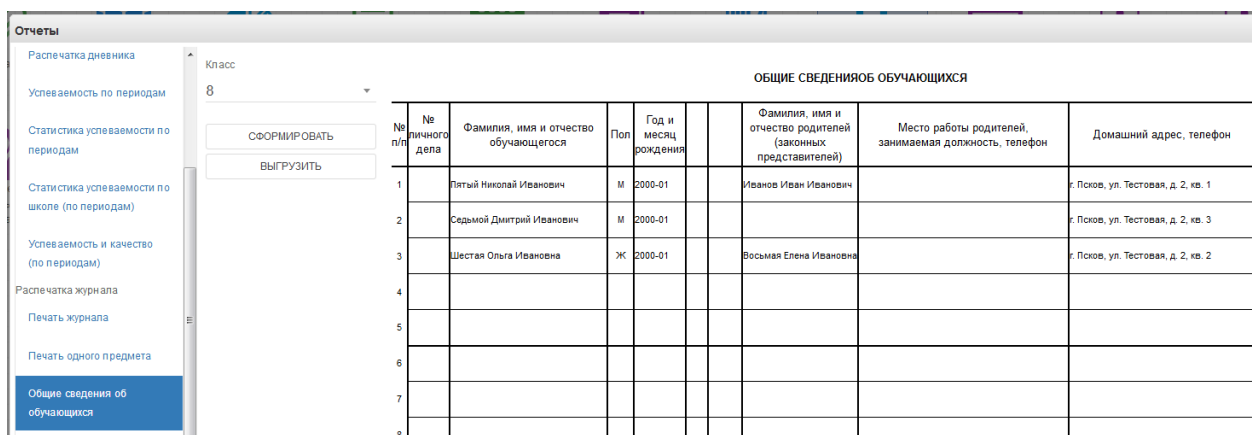 Отчеты
Распечатка дневника
Успеваемость по периодам
Статистика успеваемости по
периодам
Статистика успеваемости по
школе (по периодам)
Успеваемость и качество
(по периодам)
Распечатка журнала
Печать журнала
Печать одного предмета
Общие сведения об
обучающихся
Класс
8
СФОРМИРОВАТЬ
ВЫГРУЗИТЬ
ОБЩИЕ СВЕДЕНИЯОБ ОБУЧАЮЩИХСЯ
№
п/п
№
личного
дела
Фамилия, имя и отчество
обучающегося
Пол
Год и
месяц
рождения
Фамилия, имя и
отчество родителей
(законных
представителей)
Место работы родителей,
занимаемая должность, телефон
Домашний адрес, телефон
1 Пятый Николай Иванович М 2000-01 Иванов Иван Иванович г. Псков, ул. Тестовая, д. 2, кв. 1
2 Седьмой Дмитрий Иванович М 2000-01 г. Псков, ул. Тестовая, д. 2, кв. 3
3 Шестая Ольга Ивановна Ж 2000-01 Восьмая Елена Ивановна г. Псков, ул. Тестовая, д. 2, кв. 2
4
5
6
7
8